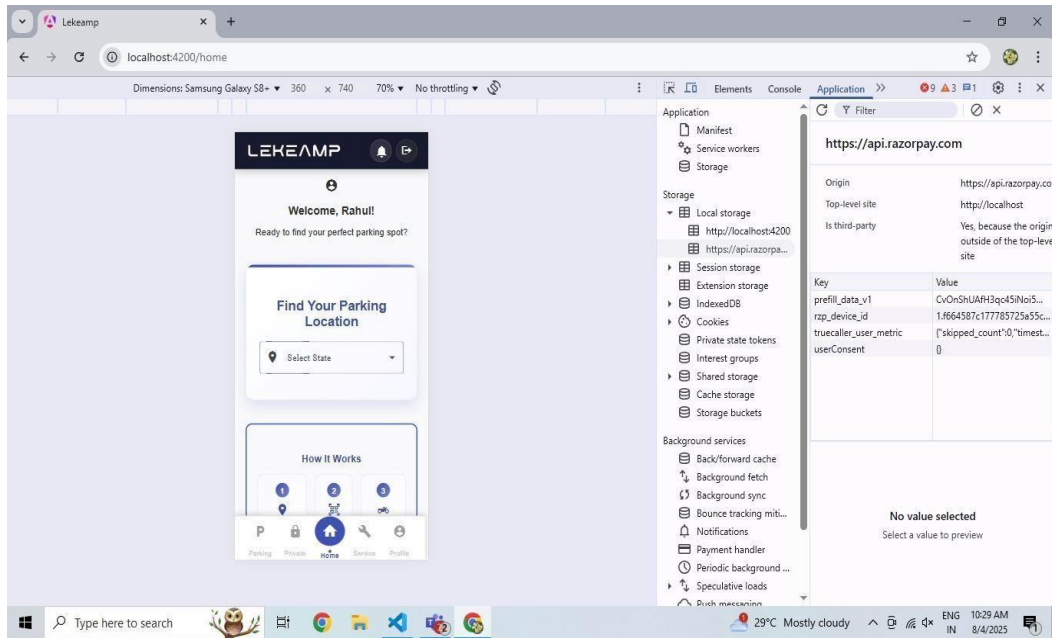 Lekeamp
localhost:4200/home
Dimensions: Samsung Galaxy S8+ 360 x 740 70% No throttling
Elements Console Application 9 3 1
LEKEAMP
Welcome, Rahul!
Ready to find your perfect parking spot?
Find Your Parking
Location
Select State
How It Works
1 2 3
P
Parking Private Home Service Profile
Application
Manifest
Service workers
Storage
Storage
Local storage
http://localhost:4200
https://api.razorpa...
Session storage
Extension storage
IndexedDB
Cookies
Private state tokens
Interest groups
Shared storage
Cache storage
Storage buckets
Background services
Back/forward cache
Background fetch
Background sync
Bounce tracking miti...
Notifications
Payment handler
Periodic background ...
Speculative loads
Push messaging
Filter
https://api.razorpay.com
Origin https://api.razorpay.co
Top-level site http://localhost
Is third-party Yes, because the origin
outside of the top-leve
site
Key Value
prefill_data_v1 CvOnShUAfH3qc45iNoi5...
rzp_device_id 1.f664587c177785725a55c...
truecaller_user_metric {"skipped_count":0,"timest...
userConsent {}
No value selected
Select a value to preview
Type here to search
2
29°C Mostly cloudy
ENG
IN
10:29 AM
8/4/2025
1